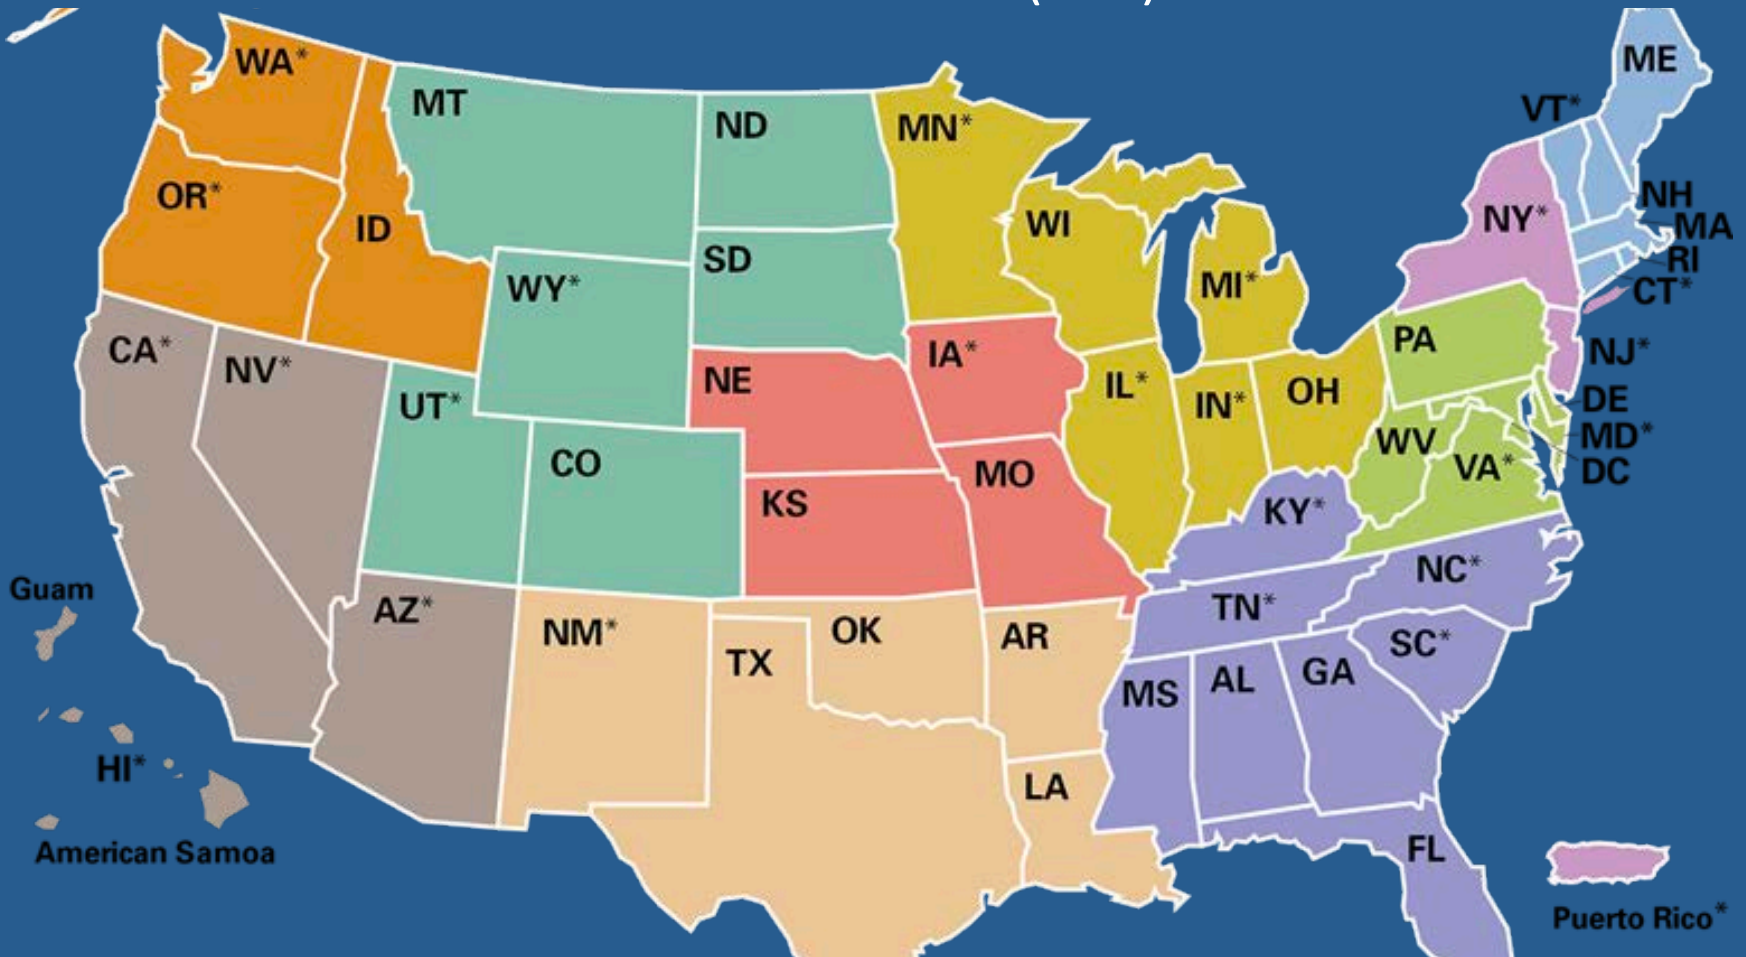 WA*
MT
ND
MN*
ME
VT*
OR*
ID
WI
NY*
NH
MA
RI
CT*
WY*
SD
MI*
CA*
NV*
UT*
NE
IA*
IL*
IN*
OH
PA
NJ*
DE
MD*
DC
WV
VA*
CO
KS
MO
KY*
NC*
Guam
AZ*
NM*
TX
OK
AR
TN*
SC*
MS
AL
GA
HI*
LA
FL
American Samoa
Puerto Rico*